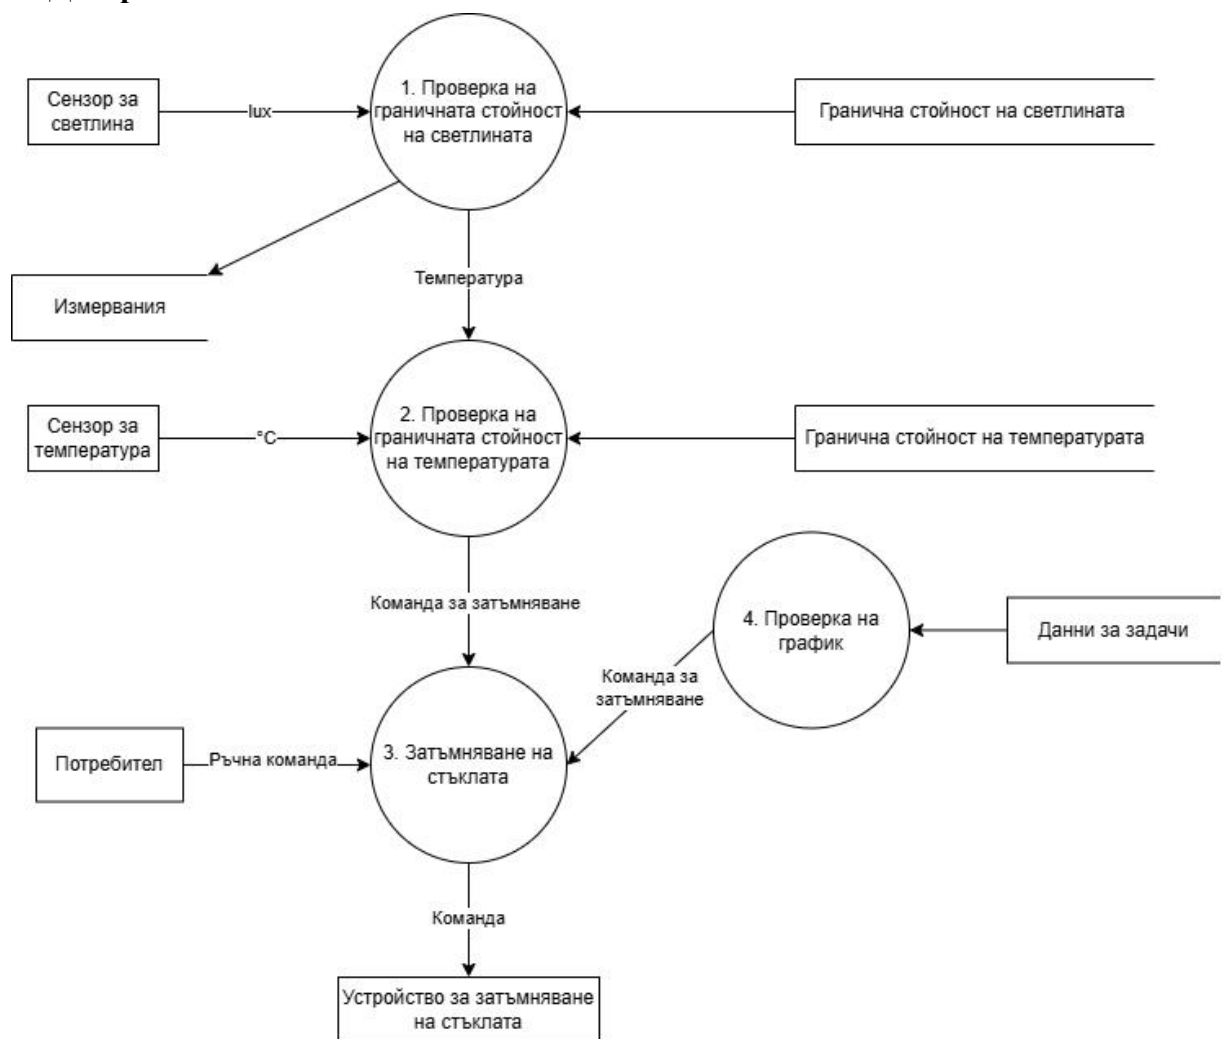 1. Проверка на
граничната стойност
на светлината
Сензор за
светлина
lux
Гранична стойност на светлината
Температура
Измервания
2. Проверка на
граничната стойност
на температурата
Сензор за
температура
°C
Гранична стойност на температурата
Команда за затъмняване
4. Проверка на
график
Данни за задачи
Команда за
затъмняване
3. Затъмняване на
стъклата
Потребител
Ръчна команда
Команда
Устройство за затъмняване
на стъклата